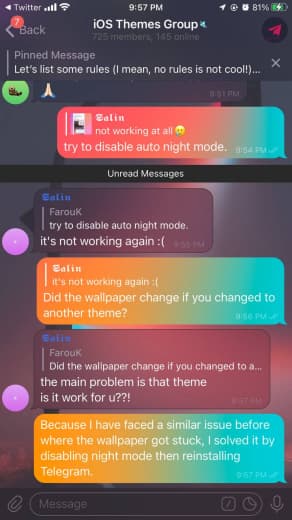 Twitter
9:57 PM
81%
7
Back
iOS Themes Group
725 members, 145 online
Pinned Message
Let's list some rules (I mean, no rules is not cool!)...
🙏🏻
9:51 PM
𝕾𝖆𝖑𝖎𝖓
not working at all🥺
try to disable auto night mode.
9:54 PM
Unread Messages
𝕾𝖆𝖑𝖎𝖓
FarouK
try to disable auto night mode.
it's not working again :(
9:55 PM
𝕾𝖆𝖑𝖎𝖓
it's not working again :(
Did the wallpaper change if you changed to
another theme?
9:56 PM
𝕾𝖆𝖑𝖎𝖓
FarouK
Did the wallpaper change if you changed to a...
the main problem is that theme
is it work for u??!
9:57 PM
Because I have faced a similar issue before
where the wallpaper got stuck, I solved it by
disabling night mode then reinstalling
Telegram.
9:57 PM
Message